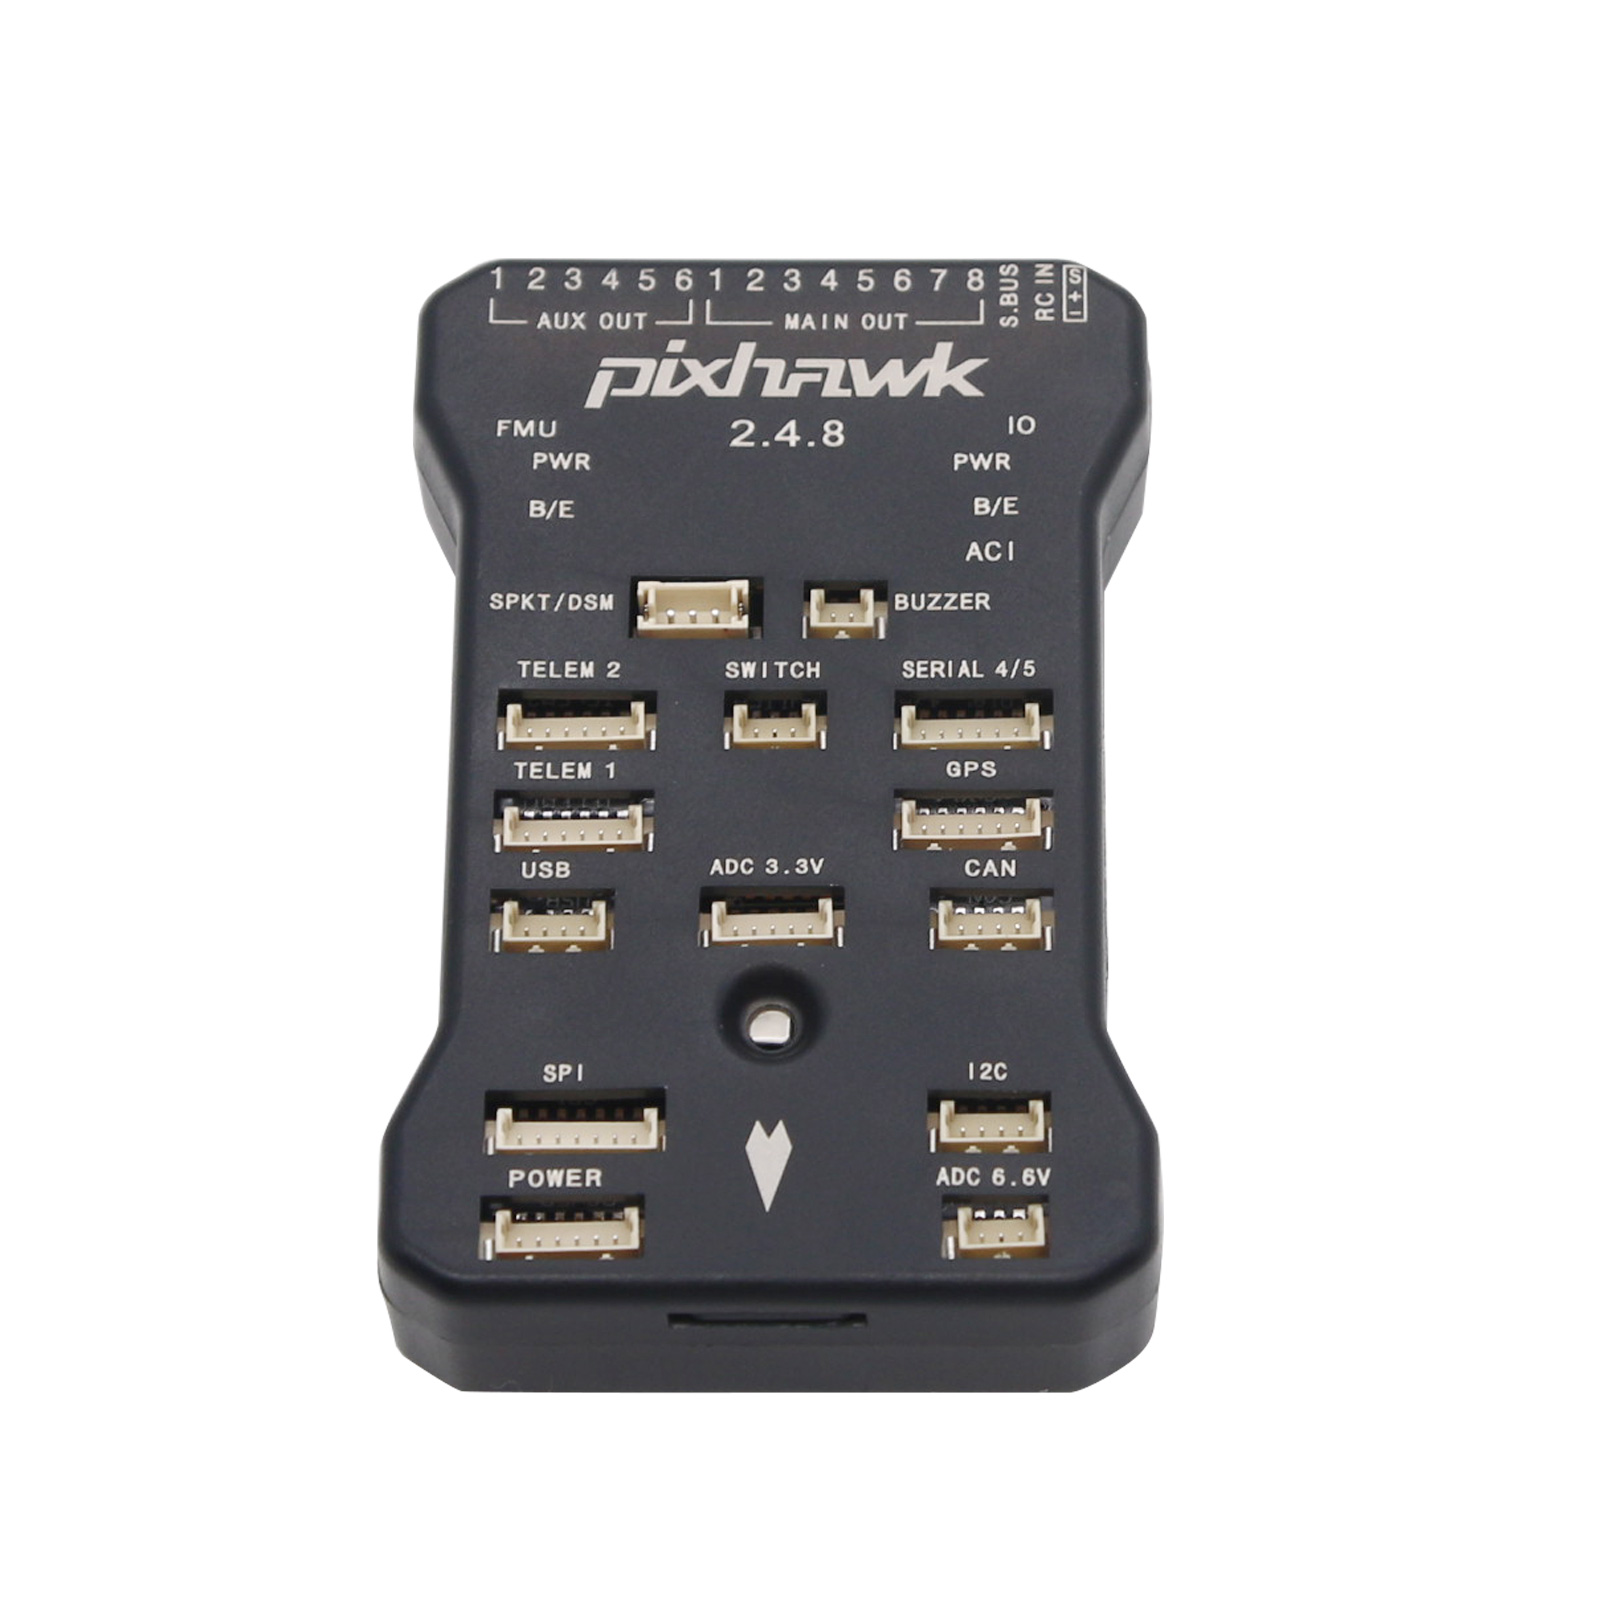 1 2 3 4 5 6 1 2 3 4 5 6 7 8 S.BUS RC IN S + -
AUX OUT MAIN OUT
pixhawk
2.4.8
FMU IO
PWR PWR
B/E B/E
ACI
SPKT/DSM BUZZER
TELEM 2 SWITCH SERIAL 4/5
TELEM 1 GPS
USB ADC 3.3V CAN
SPI I2C
POWER ADC 6.6V